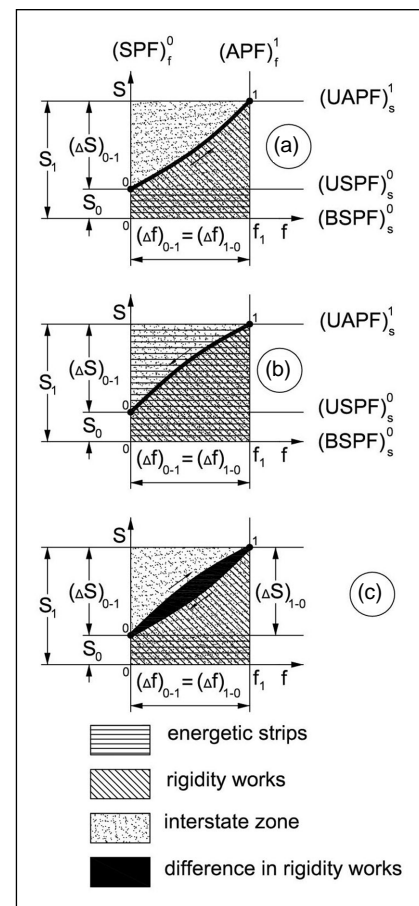 (SPF)⁰_f (APF)¹_f
S
1
(UAPF)¹_s
S₁
(ΔS)₀₋₁
(a)
0
(USPF)⁰_s
S₀
(BSPF)⁰_s
0
(Δf)₀₋₁=(Δf)₁₋₀
f₁
f
S
1
(UAPF)¹_s
S₁
(ΔS)₀₋₁
(b)
0
(USPF)⁰_s
S₀
(BSPF)⁰_s
0
(Δf)₀₋₁=(Δf)₁₋₀
f₁
f
S
1
S₁
(ΔS)₀₋₁
(ΔS)₁₋₀
(c)
0
S₀
0
(Δf)₀₋₁=(Δf)₁₋₀
f₁
f
energetic strips
rigidity works
interstate zone
difference in rigidity works